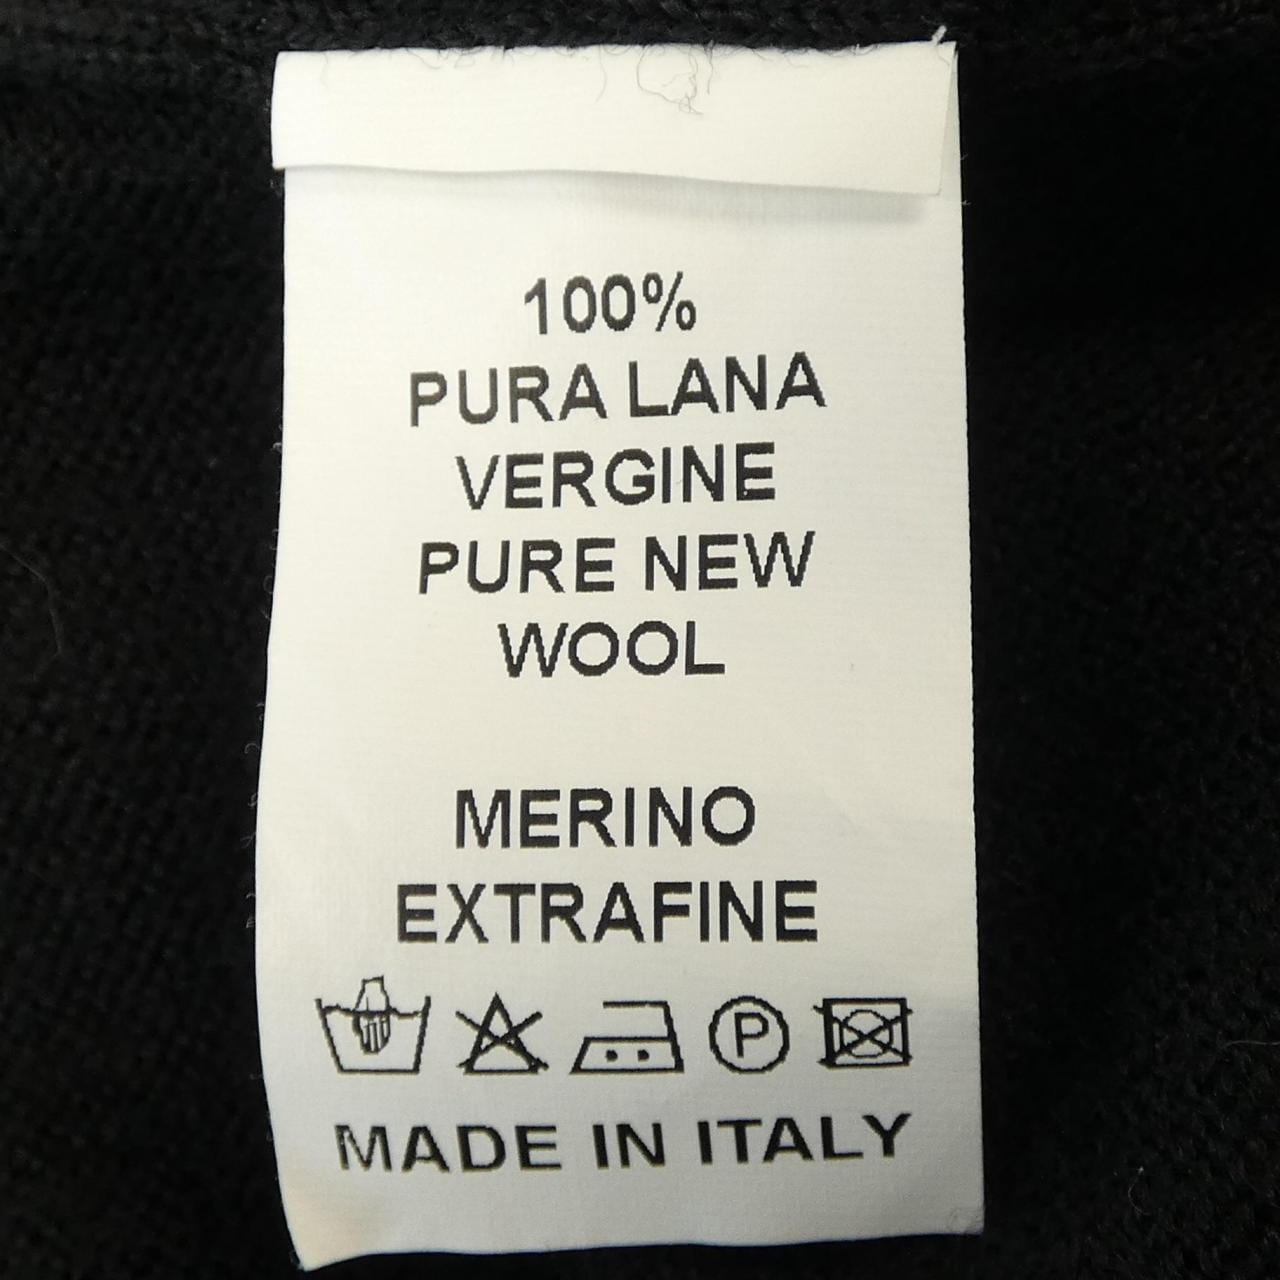 100%
PURA LANA
VERGINE
PURE NEW
WOOL
MERINO
EXTRAFINE
P
MADE IN ITALY